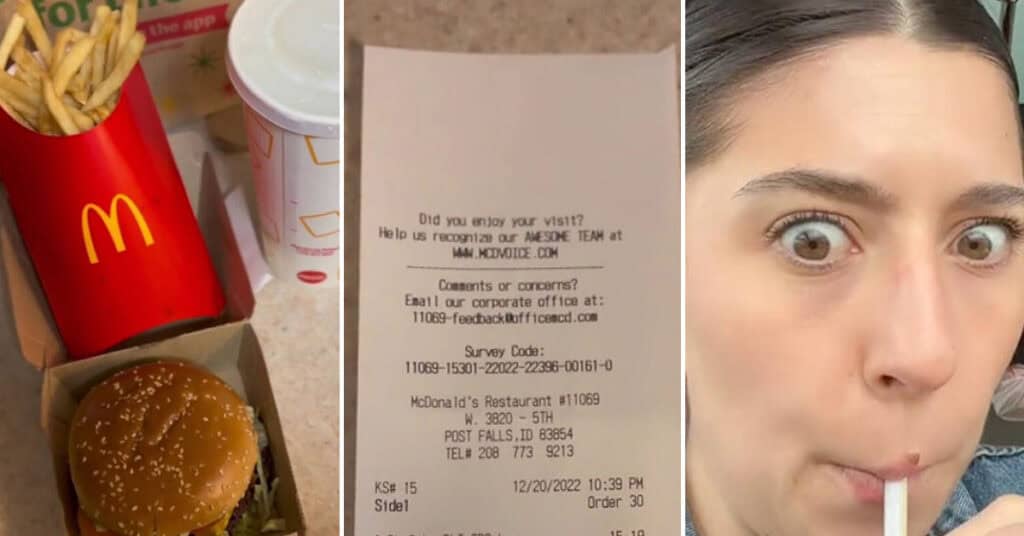 for
the app
Did you enjoy your visit?
Help us recognize our AWESOME TEAM at
WWW.MCDVOICE.COM
Comments or concerns?
Email our corporate office at:
11069-feedback@officemcd.com
Survey Code:
11069-15301-22022-22396-00161-0
McDonald's Restaurant #11069
W. 3820 - 5TH
POST FALLS,ID 83854
TEL# 208 773 9213
KS# 15 12/20/2022 10:39 PM
Side1 Order 30